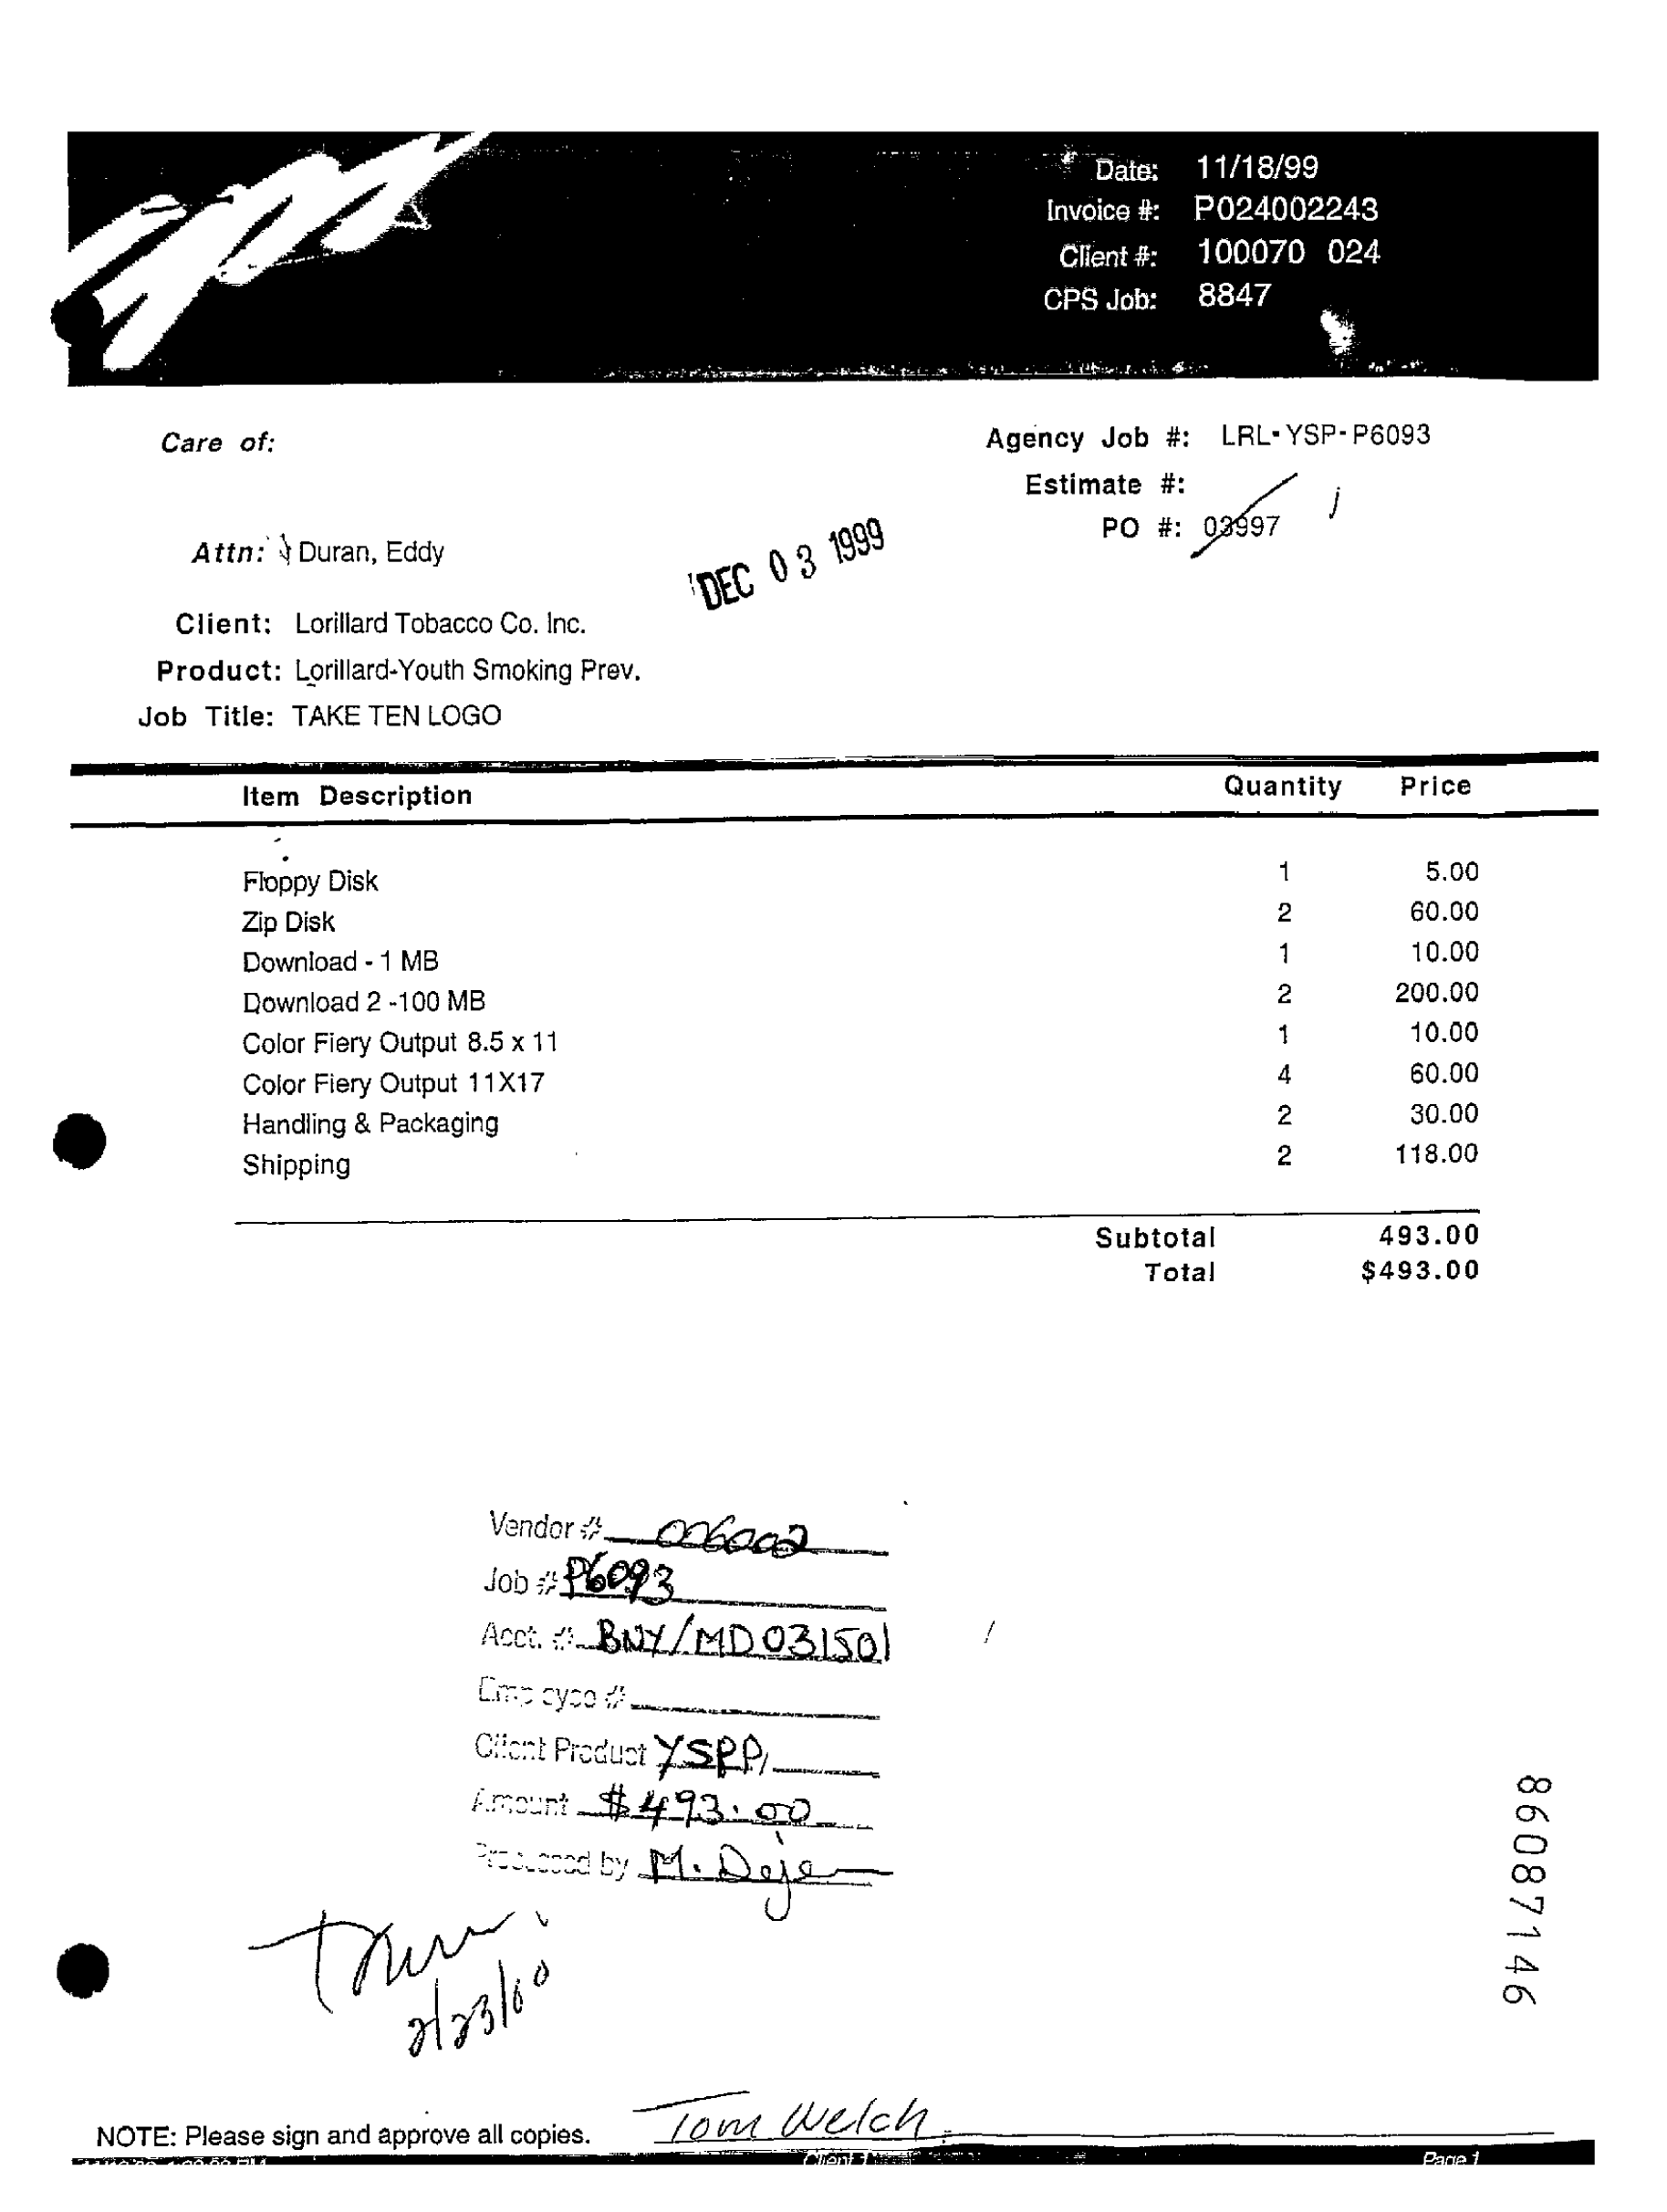 Date: 11/18/99
Invoice #: P024002243
Client #: 100070 024
CPS Job: 8847
Care of:
Agency Job #: LRL-YSP-P6093
Estimate #:
PO #: 03997
Attn: Duran, Eddy
DEC 03 1999
Client: Lorillard Tobacco Co. Inc.
Product: Lorillard-Youth Smoking Prev.
Job Title: TAKE TEN LOGO
Item Description Quantity Price
Floppy Disk 1 5.00
Zip Disk 2 60.00
Download - 1 MB 1 10.00
Download 2 -100 MB 2 200.00
Color Fiery Output 8.5 x 11 1 10.00
Color Fiery Output 11X17 4 60.00
Handling & Packaging 2 30.00
Shipping 2 118.00
Subtotal 493.00
Total $493.00
Vendor # 006002
Job # P6093
Acct. # BNY/MD031501
Employee #
Client Product YSPP
Amount $493.00
Processed by M. Deje
2/23/00
86087146
NOTE: Please sign and approve all copies. Tom Welch
Client 1 Page 1